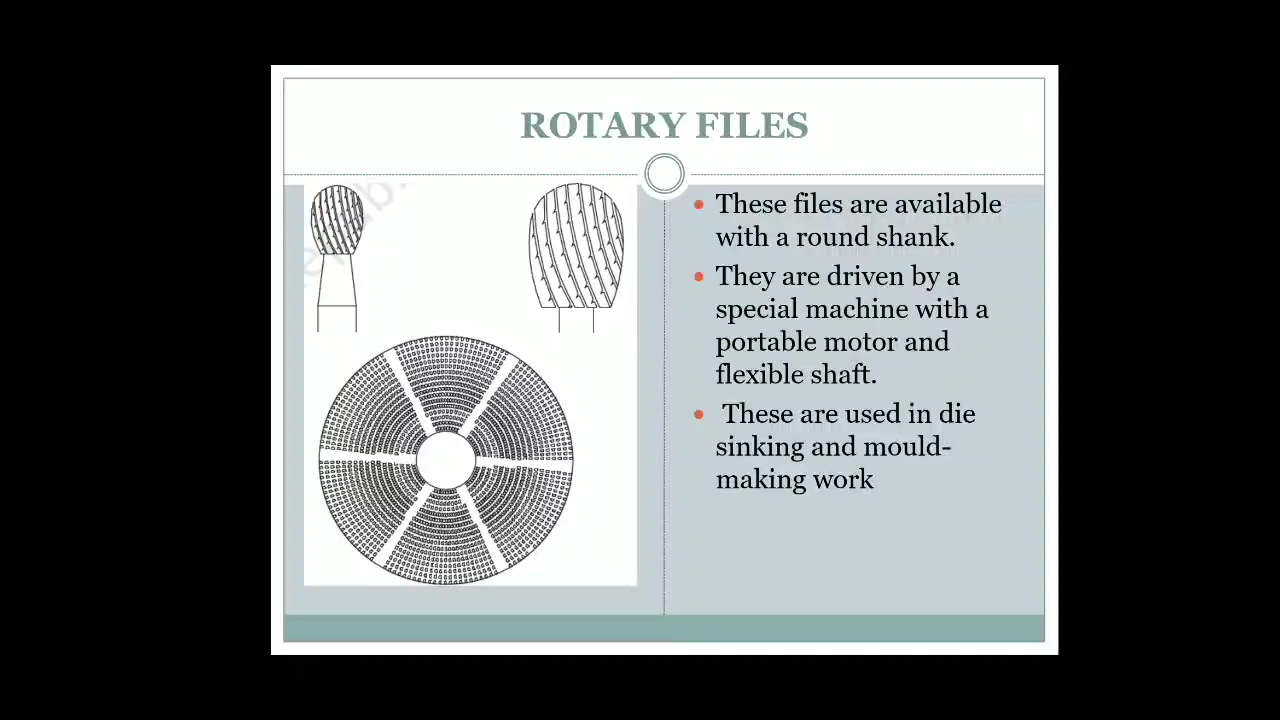 ROTARY FILES
• These files are available
with a round shank.
• They are driven by a
special machine with a
portable motor and
flexible shaft.
• These are used in die
sinking and mould-
making work